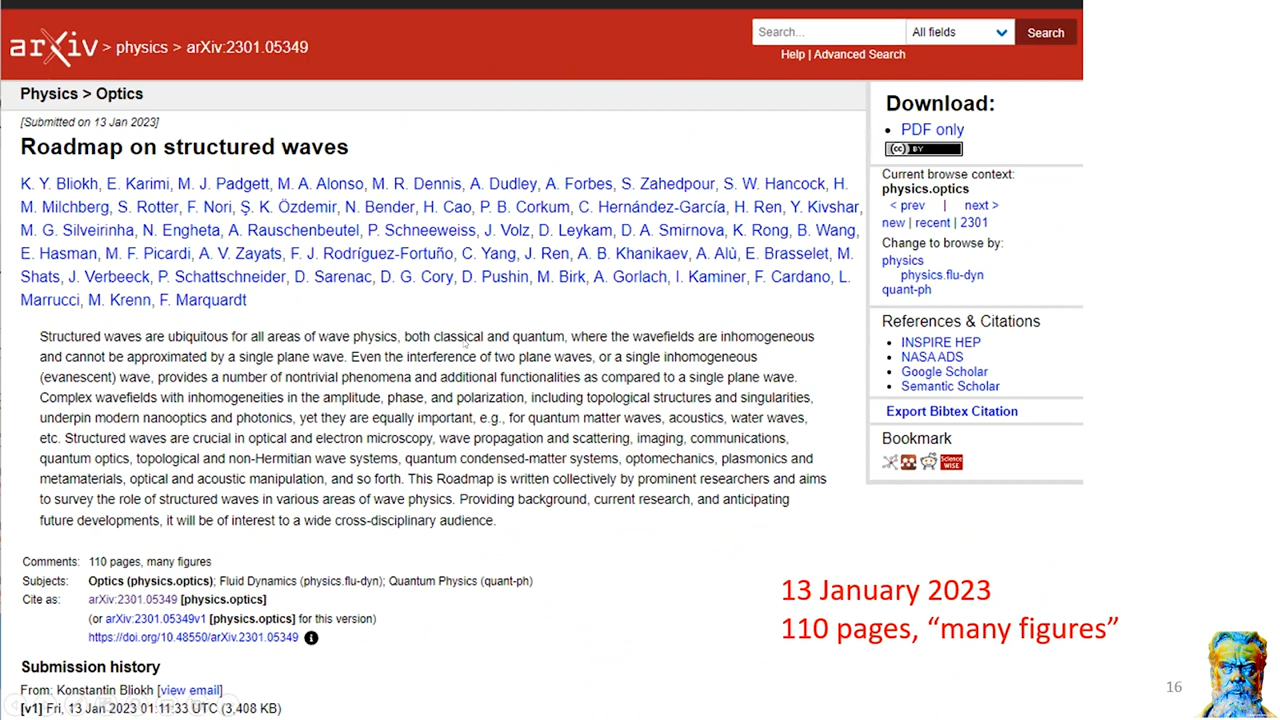 arXiv > physics > arXiv:2301.05349
Search...
All fields
Search
Help | Advanced Search
Physics > Optics
[Submitted on 13 Jan 2023]
Roadmap on structured waves
K. Y. Bliokh, E. Karimi, M. J. Padgett, M. A. Alonso, M. R. Dennis, A. Dudley, A. Forbes, S. Zahedpour, S. W. Hancock, H.
M. Milchberg, S. Rotter, F. Nori, Ş. K. Özdemir, N. Bender, H. Cao, P. B. Corkum, C. Hernández-García, H. Ren, Y. Kivshar,
M. G. Silveirinha, N. Engheta, A. Rauschenbeutel, P. Schneeweiss, J. Volz, D. Leykam, D. A. Smirnova, K. Rong, B. Wang,
E. Hasman, M. F. Picardi, A. V. Zayats, F. J. Rodríguez-Fortuño, C. Yang, J. Ren, A. B. Khanikaev, A. Alù, E. Brasselet, M.
Shats, J. Verbeeck, P. Schattschneider, D. Sarenac, D. G. Cory, D. Pushin, M. Birk, A. Gorlach, I. Kaminer, F. Cardano, L.
Marrucci, M. Krenn, F. Marquardt
Structured waves are ubiquitous for all areas of wave physics, both classical and quantum, where the wavefields are inhomogeneous
and cannot be approximated by a single plane wave. Even the interference of two plane waves, or a single inhomogeneous
(evanescent) wave, provides a number of nontrivial phenomena and additional functionalities as compared to a single plane wave.
Complex wavefields with inhomogeneities in the amplitude, phase, and polarization, including topological structures and singularities,
underpin modern nanooptics and photonics, yet they are equally important, e.g., for quantum matter waves, acoustics, water waves,
etc. Structured waves are crucial in optical and electron microscopy, wave propagation and scattering, imaging, communications,
quantum optics, topological and non-Hermitian wave systems, quantum condensed-matter systems, optomechanics, plasmonics and
metamaterials, optical and acoustic manipulation, and so forth. This Roadmap is written collectively by prominent researchers and aims
to survey the role of structured waves in various areas of wave physics. Providing background, current research, and anticipating
future developments, it will be of interest to a wide cross-disciplinary audience.
Comments: 110 pages, many figures
Subjects: Optics (physics.optics); Fluid Dynamics (physics.flu-dyn); Quantum Physics (quant-ph)
Cite as: arXiv:2301.05349 [physics.optics]
(or arXiv:2301.05349v1 [physics.optics] for this version)
https://doi.org/10.48550/arXiv.2301.05349
Submission history
From: Konstantin Bliokh [view email]
[v1] Fri, 13 Jan 2023 01:11:33 UTC (3,408 KB)
Download:
• PDF only
(cc) BY
Current browse context:
physics.optics
< prev | next >
new | recent | 2301
Change to browse by:
physics
physics.flu-dyn
quant-ph
References & Citations
• INSPIRE HEP
• NASA ADS
• Google Scholar
• Semantic Scholar
Export Bibtex Citation
Bookmark
Science
WISE
13 January 2023
110 pages, “many figures”
16